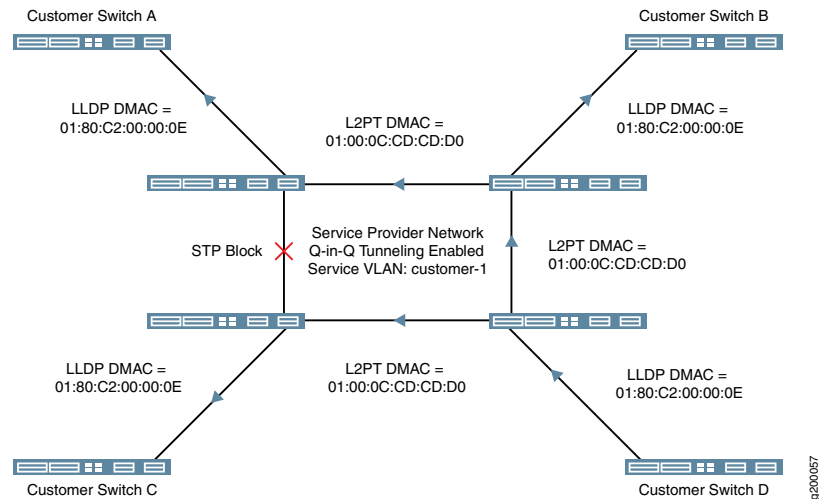 Customer Switch A
Customer Switch B
LLDP DMAC =
01:80:C2:00:00:0E
L2PT DMAC =
01:00:0C:CD:CD:D0
LLDP DMAC =
01:80:C2:00:00:0E
STP Block
Service Provider Network
Q-in-Q Tunneling Enabled
Service VLAN: customer-1
L2PT DMAC =
01:00:0C:CD:CD:D0
LLDP DMAC =
01:80:C2:00:00:0E
L2PT DMAC =
01:00:0C:CD:CD:D0
LLDP DMAC =
01:80:C2:00:00:0E
Customer Switch C
Customer Switch D
g200057